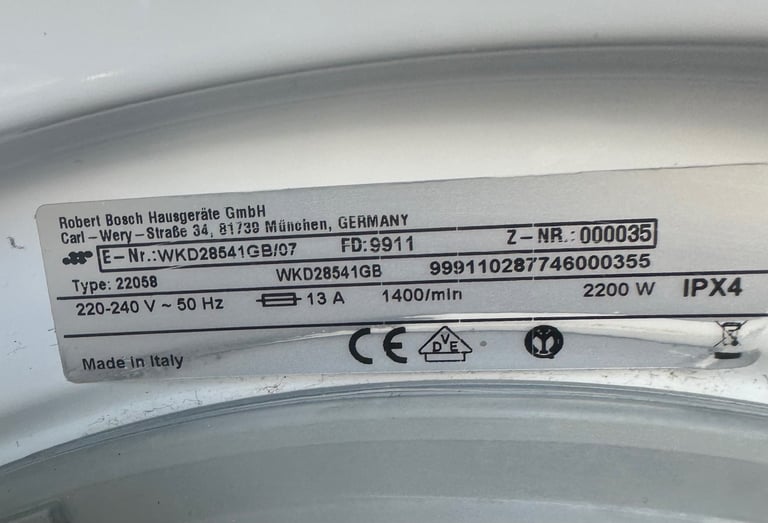 Robert Bosch Hausgeräte GmbH
Carl-Wery-Straße 34, 81739 München, GERMANY
E-Nr.:WKD28541GB/07 FD:9911 Z-NR.:000035
Type: 22058 WKD28541GB 999110287746000355
220-240 V ~ 50 Hz 13 A 1400/min 2200 W IPX4
Made in Italy CE DVE